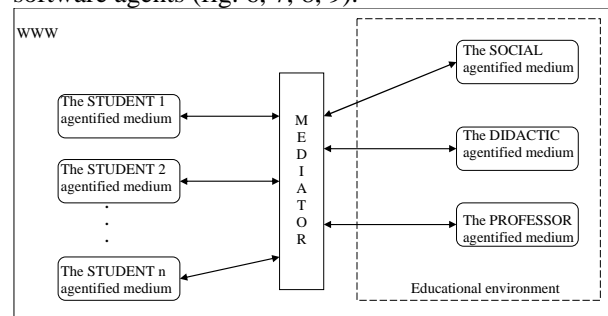 software agents (fig. 6, 7, 8, 9).
WWW
The STUDENT 1
agentified medium
The STUDENT 2
agentified medium
.
.
.
The STUDENT n
agentified medium
M
E
D
I
A
T
O
R
The SOCIAL
agentified medium
The DIDACTIC
agentified medium
The PROFESSOR
agentified medium
Educational environment